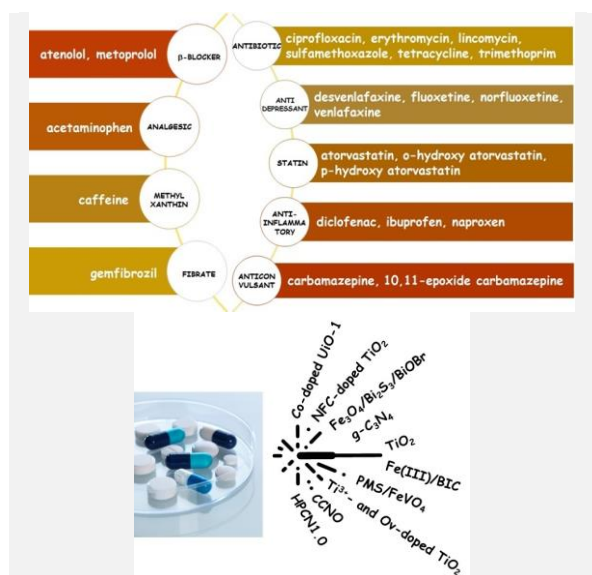 atenolol, metoprolol
β-BLOCKER
acetaminophen
ANALGESIC
caffeine
METHYL
XANTHIN
gemfibrozil
FIBRATE
ANTIBIOTIC
ciprofloxacin, erythromycin, lincomycin,
sulfamethoxazole, tetracycline, trimethoprim
ANTI
DEPRESSANT
desvenlafaxine, fluoxetine, norfluoxetine,
venlafaxine
STATIN
atorvastatin, o-hydroxy atorvastatin,
p-hydroxy atorvastatin
ANTI-
INFLAMMA
TORY
diclofenac, ibuprofen, naproxen
ANTICON
VULSANT
carbamazepine, 10,11-epoxide carbamazepine
Co-doped UiO-1
NFC-doped TiO₂
Fe₃O₄/Bi₂S₃/BiOBr
g-C₃N₄
TiO₂
Fe(III)/BIC
PMS/FeVO₄
Ti³⁺- and Ov-doped TiO₂
CCNO
HPCN1.0